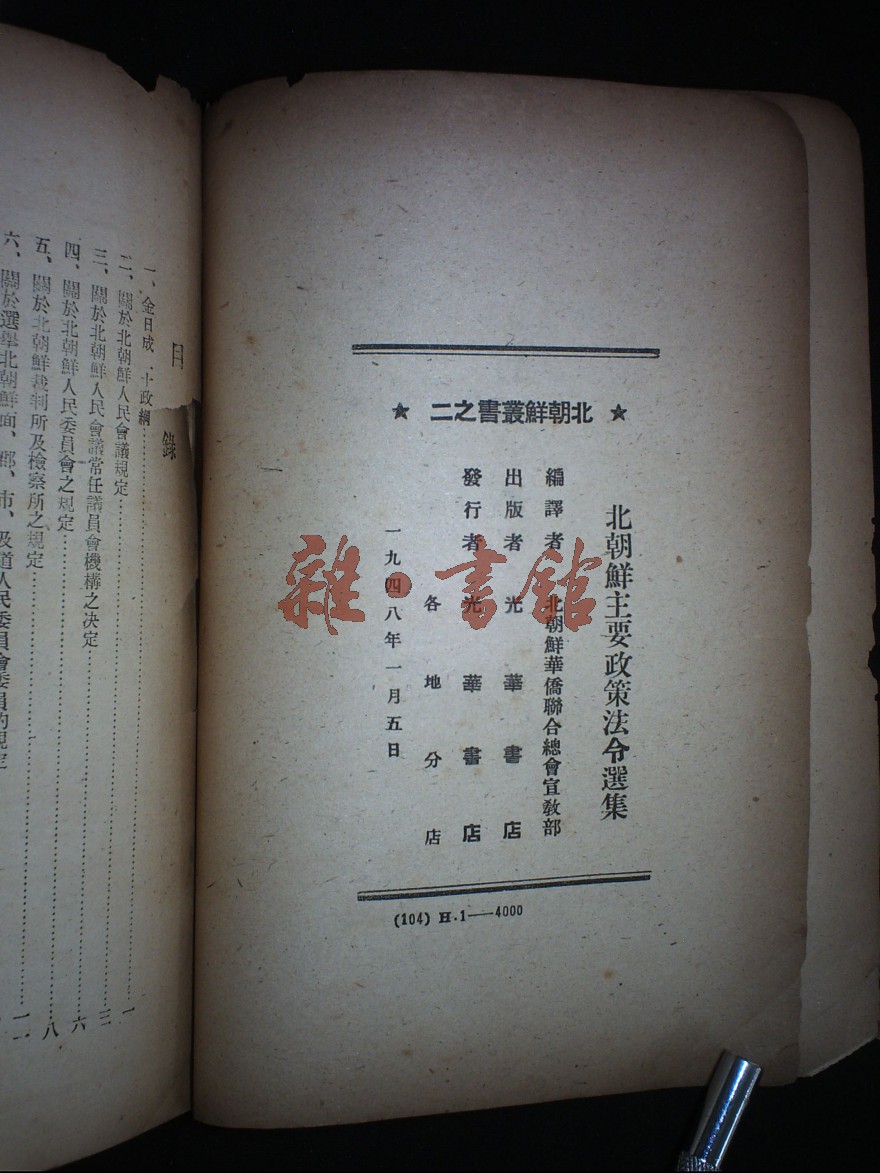 ★ 北朝鮮叢書之二 ★
北朝鮮主要政策法令選集
編譯者 北朝鮮華僑聯合總會宣教部
出版者 光華書店
發行者 光華書店
各地分店
一九四八年一月五日
(104) H.1—4000
雜·書館
目錄
一、金日成 十政綱 一
二、關於北朝鮮人民會議規定 三
三、關於北朝鮮人民會議常任議員會機構之决定 六
四、關於北朝鮮人民委員會之規定 八
五、關於北朝鮮裁判所及檢察所之規定
六、關於選舉北朝鮮面、郡、市、及道人民委員會委員的規定